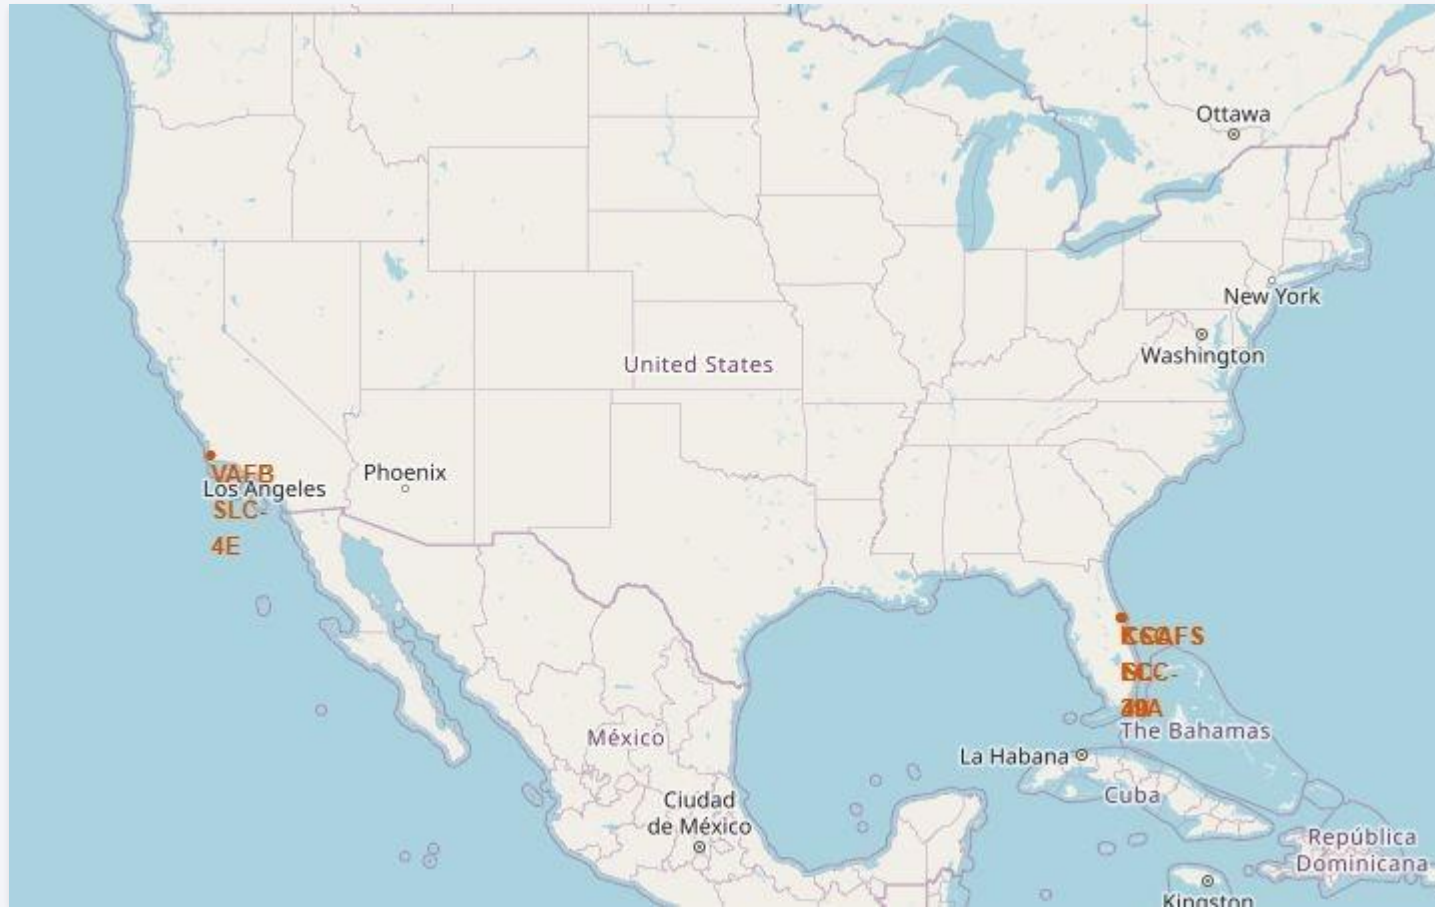 Ottawa
New York
Washington
United States
VAFB
SLC-
4E
Los Angeles
Phoenix
The Bahamas
México
La Habana
Cuba
Ciudad
de México
República
Dominicana
Kingston